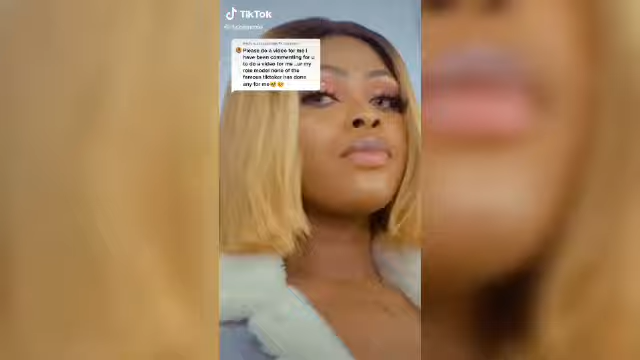 TikTok
Please do a video for me I
have been commenting for u
to do a video for me ..ur my
role model none of the
famous tiktoker has done
any for me🥺😢